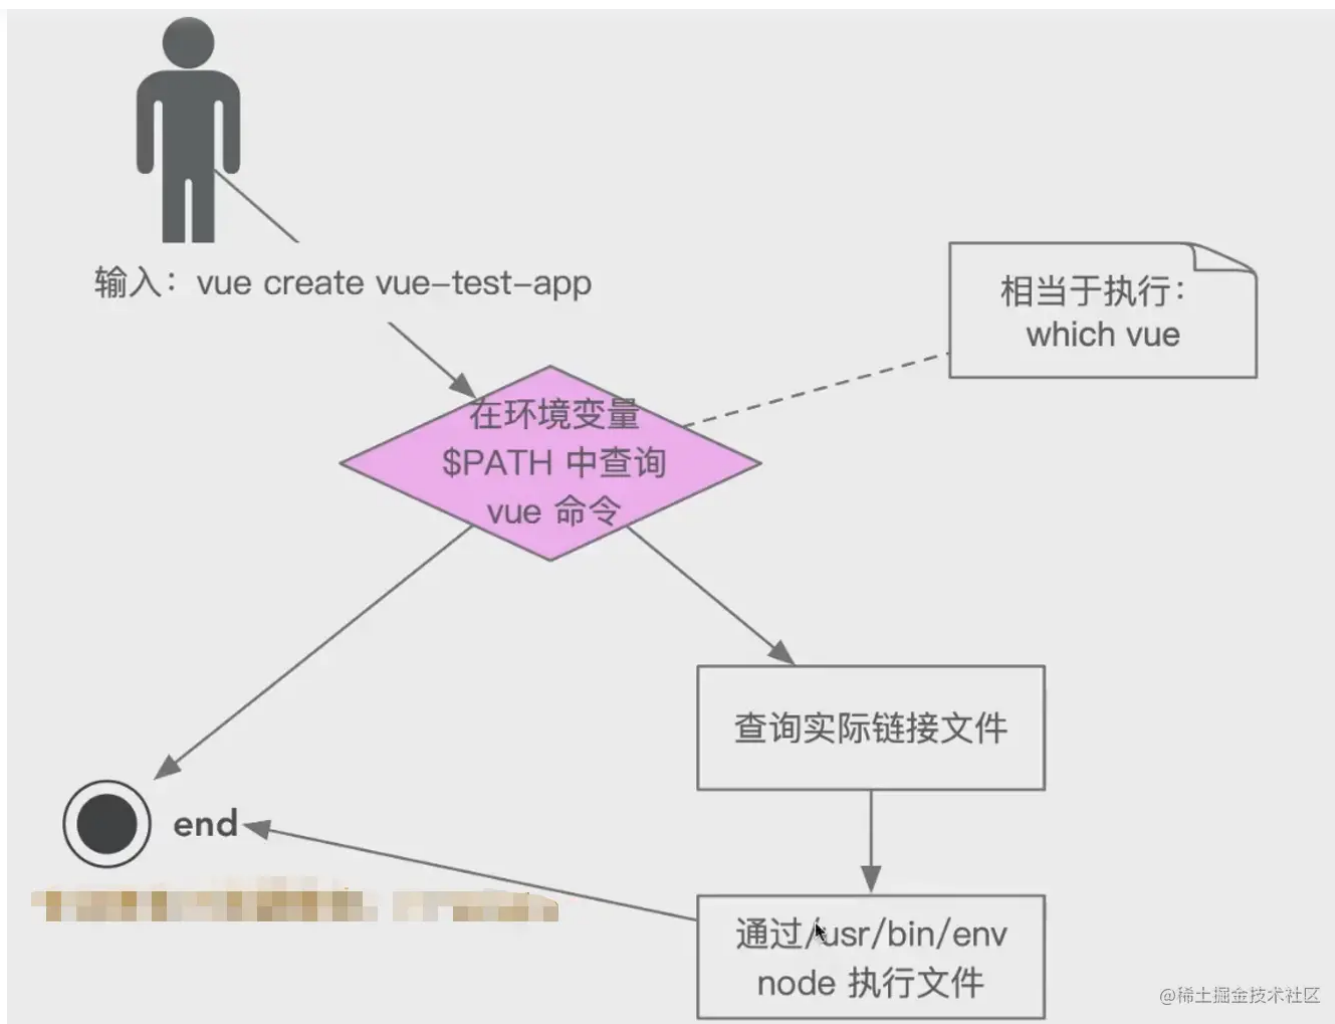 输入：vue create vue-test-app
相当于执行：
which vue
在环境变量
$PATH 中查询
vue 命令
查询实际链接文件
end
通过/usr/bin/env
node 执行文件
@稀土掘金技术社区